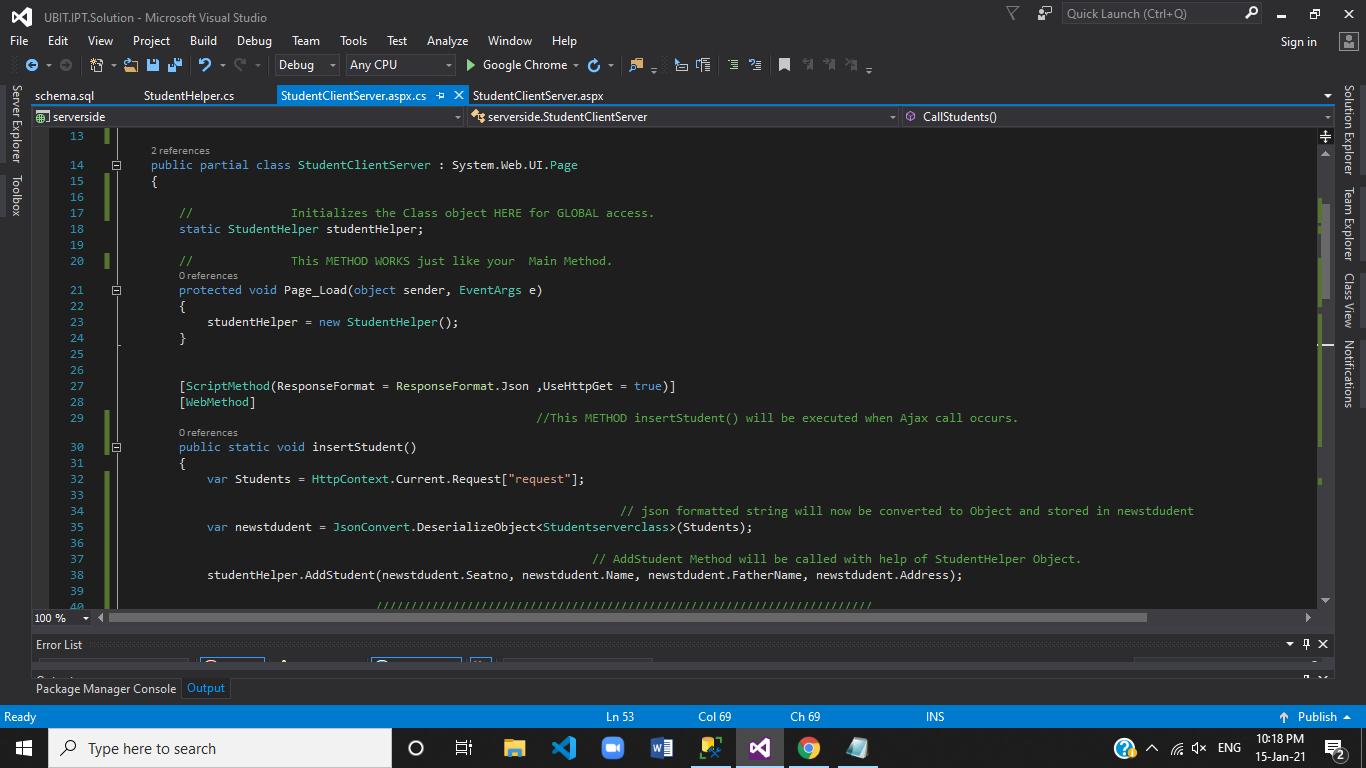 UBIT.IPT.Solution - Microsoft Visual Studio
Quick Launch (Ctrl+Q)
File Edit View Project Build Debug Team Tools Test Analyze Window Help
Sign in
Debug Any CPU Google Chrome
schema.sql StudentHelper.cs StudentClientServer.aspx.cs StudentClientServer.aspx
serverside serverside.StudentClientServer CallStudents()
Server Explorer
Toolbox
Solution Explorer
Team Explorer
Class View
Notifications
13
2 references
14 public partial class StudentClientServer : System.Web.UI.Page
15 {
16
17 // Initializes the Class object HERE for GLOBAL access.
18 static StudentHelper studentHelper;
19
20 // This METHOD WORKS just like your  Main Method.
0 references
21 protected void Page_Load(object sender, EventArgs e)
22 {
23 studentHelper = new StudentHelper();
24 }
25
26
27 [ScriptMethod(ResponseFormat = ResponseFormat.Json ,UseHttpGet = true)]
28 [WebMethod]
29 //This METHOD insertStudent() will be executed when Ajax call occurs.
0 references
30 public static void insertStudent()
31 {
32 var Students = HttpContext.Current.Request["request"];
33
34 // json formatted string will now be converted to Object and stored in newstdudent
35 var newstdudent = JsonConvert.DeserializeObject<Studentserverclass>(Students);
36
37 // AddStudent Method will be called with help of StudentHelper Object.
38 studentHelper.AddStudent(newstdudent.Seatno, newstdudent.Name, newstdudent.FatherName, newstdudent.Address);
39
40 ///////////////////////////////////////////////////////////////////////
100 %
Error List
Package Manager Console Output
Ready Ln 53 Col 69 Ch 69 INS Publish
Type here to search
ENG
10:18 PM
15-Jan-21
2